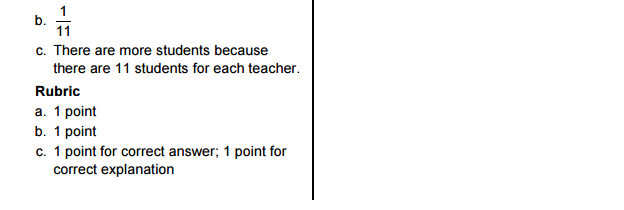 b. 1/11
c. There are more students because
there are 11 students for each teacher.
Rubric
a. 1 point
b. 1 point
c. 1 point for correct answer; 1 point for
correct explanation